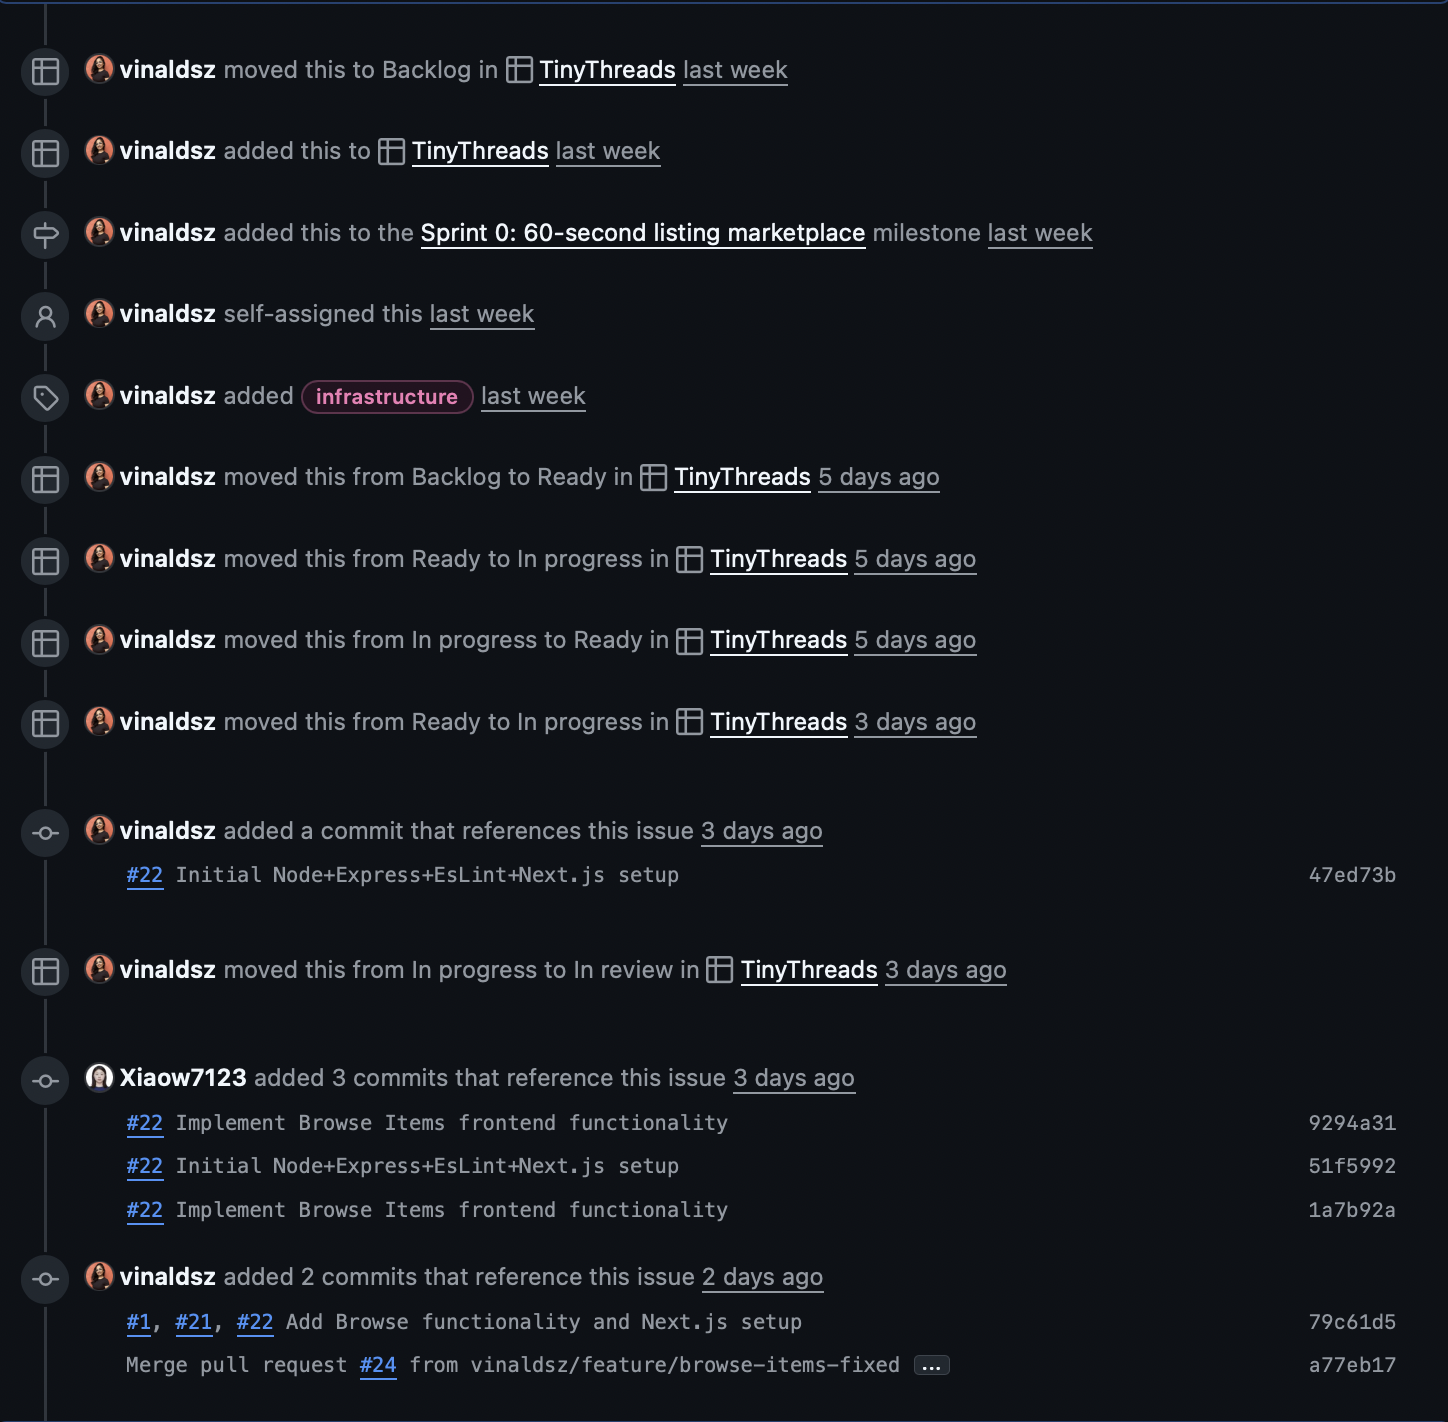 vinaldsz moved this to Backlog in TinyThreads last week
vinaldsz added this to TinyThreads last week
vinaldsz added this to the Sprint 0: 60-second listing marketplace milestone last week
vinaldsz self-assigned this last week
vinaldsz added infrastructure last week
vinaldsz moved this from Backlog to Ready in TinyThreads 5 days ago
vinaldsz moved this from Ready to In progress in TinyThreads 5 days ago
vinaldsz moved this from In progress to Ready in TinyThreads 5 days ago
vinaldsz moved this from Ready to In progress in TinyThreads 3 days ago
vinaldsz added a commit that references this issue 3 days ago
#22 Initial Node+Express+EsLint+Next.js setup 47ed73b
vinaldsz moved this from In progress to In review in TinyThreads 3 days ago
Xiaow7123 added 3 commits that reference this issue 3 days ago
#22 Implement Browse Items frontend functionality 9294a31
#22 Initial Node+Express+EsLint+Next.js setup 51f5992
#22 Implement Browse Items frontend functionality 1a7b92a
vinaldsz added 2 commits that reference this issue 2 days ago
#1, #21, #22 Add Browse functionality and Next.js setup 79c61d5
Merge pull request #24 from vinaldsz/feature/browse-items-fixed ... a77eb17